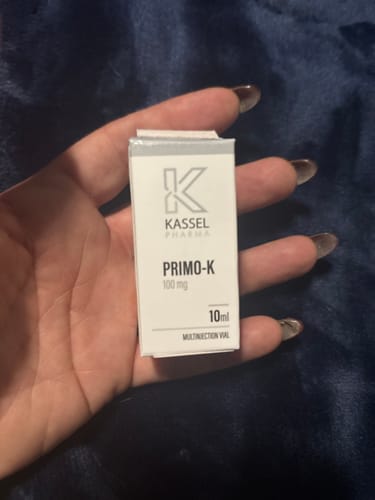 K
KASSEL
PHARMA
PRIMO-K
100 mg
10ml
MULTINJECTION VIAL